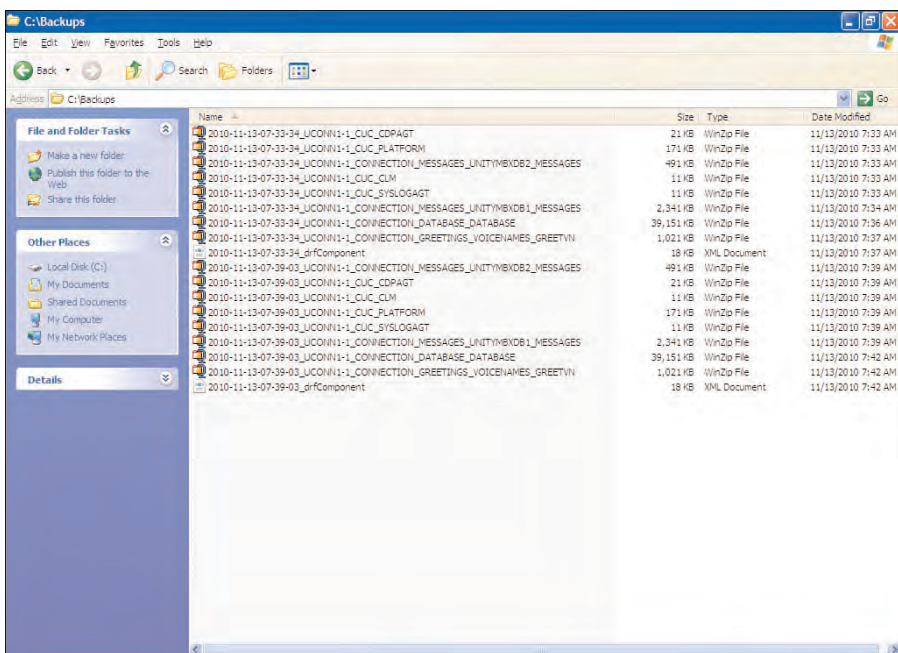 C:\Backups
File Edit View Favorites Tools Help
Back Search Folders
Address C:\Backups Go
File and Folder Tasks
Make a new folder
Publish this folder to the
Web
Share this folder
Other Places
Local Disk (C:)
My Documents
Shared Documents
My Computer
My Network Places
Details
Name Size Type Date Modified
2010-11-13-07-33-34_UCONN1-1_CUC_CDPAGT 21 KB WinZip File 11/13/2010 7:33 AM
2010-11-13-07-33-34_UCONN1-1_CUC_PLATFORM 171 KB WinZip File 11/13/2010 7:33 AM
2010-11-13-07-33-34_UCONN1-1_CONNECTION_MESSAGES_UNITYMBXDB2_MESSAGES 491 KB WinZip File 11/13/2010 7:33 AM
2010-11-13-07-33-34_UCONN1-1_CUC_CLM 11 KB WinZip File 11/13/2010 7:33 AM
2010-11-13-07-33-34_UCONN1-1_CUC_SYSLOGAGT 11 KB WinZip File 11/13/2010 7:33 AM
2010-11-13-07-33-34_UCONN1-1_CONNECTION_MESSAGES_UNITYMBXDB1_MESSAGES 2,341 KB WinZip File 11/13/2010 7:34 AM
2010-11-13-07-33-34_UCONN1-1_CONNECTION_DATABASE_DATABASE 39,151 KB WinZip File 11/13/2010 7:36 AM
2010-11-13-07-33-34_UCONN1-1_CONNECTION_GREETINGS_VOICENAMES_GREETVN 1,021 KB WinZip File 11/13/2010 7:37 AM
2010-11-13-07-33-34_drfComponent 18 KB XML Document 11/13/2010 7:37 AM
2010-11-13-07-39-03_UCONN1-1_CONNECTION_MESSAGES_UNITYMBXDB2_MESSAGES 491 KB WinZip File 11/13/2010 7:39 AM
2010-11-13-07-39-03_UCONN1-1_CUC_CDPAGT 21 KB WinZip File 11/13/2010 7:39 AM
2010-11-13-07-39-03_UCONN1-1_CUC_CLM 11 KB WinZip File 11/13/2010 7:39 AM
2010-11-13-07-39-03_UCONN1-1_CUC_PLATFORM 171 KB WinZip File 11/13/2010 7:39 AM
2010-11-13-07-39-03_UCONN1-1_CUC_SYSLOGAGT 11 KB WinZip File 11/13/2010 7:39 AM
2010-11-13-07-39-03_UCONN1-1_CONNECTION_MESSAGES_UNITYMBXDB1_MESSAGES 2,341 KB WinZip File 11/13/2010 7:39 AM
2010-11-13-07-39-03_UCONN1-1_CONNECTION_DATABASE_DATABASE 39,151 KB WinZip File 11/13/2010 7:42 AM
2010-11-13-07-39-03_UCONN1-1_CONNECTION_GREETINGS_VOICENAMES_GREETVN 1,021 KB WinZip File 11/13/2010 7:42 AM
2010-11-13-07-39-03_drfComponent 18 KB XML Document 11/13/2010 7:42 AM